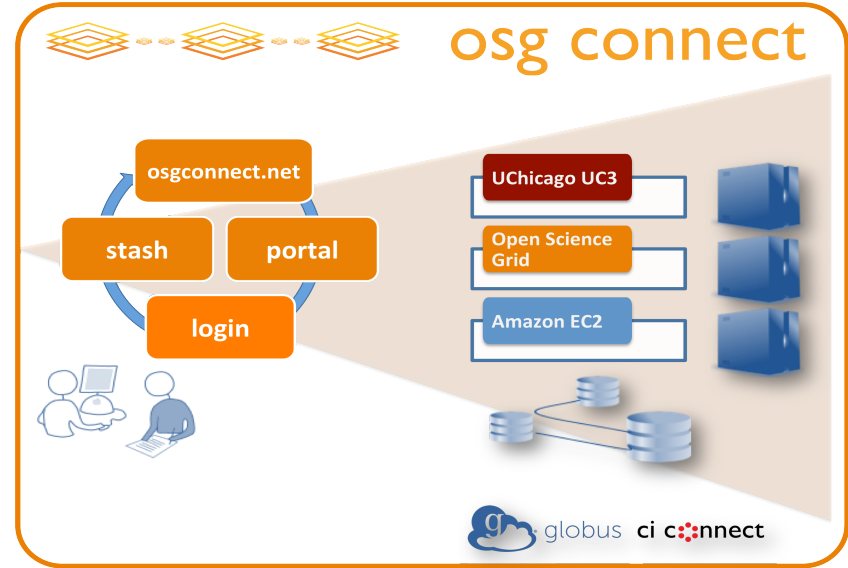 osg connect
osgconnect.net
stash
portal
login
UChicago UC3
Open Science
Grid
Amazon EC2
g globus
ci connect